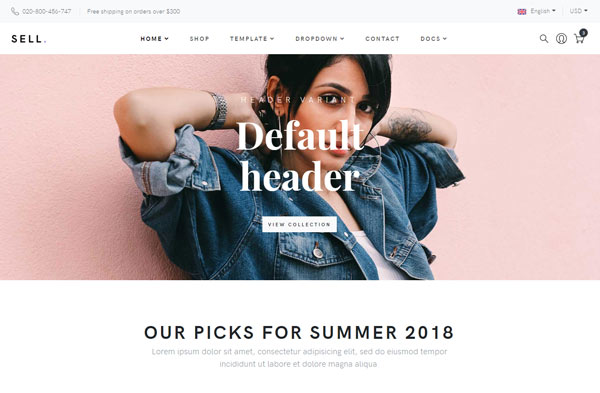 020-800-456-747 Free shipping on orders over $300 English USD
SELL. HOME SHOP TEMPLATE DROPDOWN CONTACT DOCS 3
HEADER VARIANT
Default
header
VIEW COLLECTION
OUR PICKS FOR SUMMER 2018
Lorem ipsum dolor sit amet, consectetur adipisicing elit, sed do eiusmod tempor
incididunt ut labore et dolore magna aliqua.